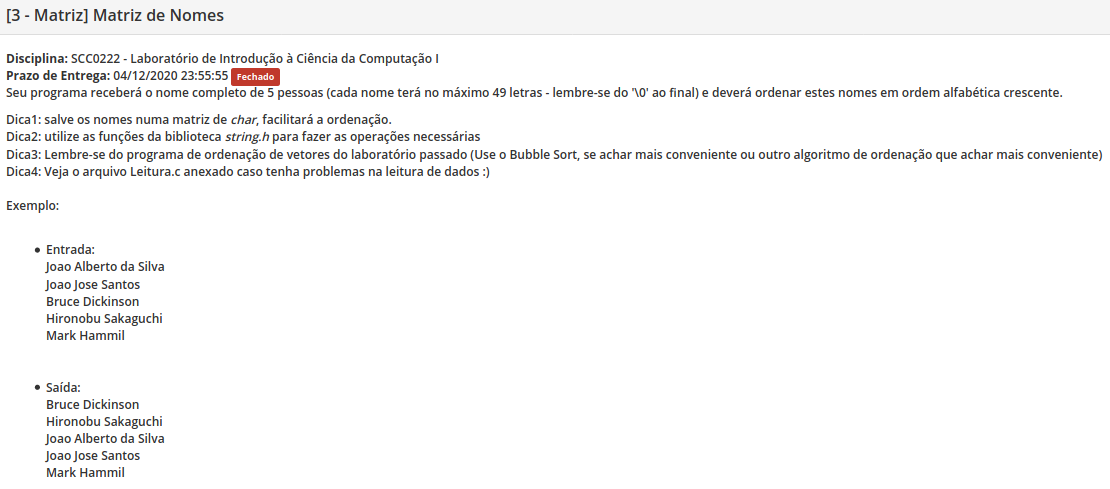 [3 - Matriz] Matriz de Nomes
Disciplina: SCC0222 - Laboratório de Introdução à Ciência da Computação I
Prazo de Entrega: 04/12/2020 23:55:55 Fechado
Seu programa receberá o nome completo de 5 pessoas (cada nome terá no máximo 49 letras - lembre-se do '\0' ao final) e deverá ordenar estes nomes em ordem alfabética crescente.
Dica1: salve os nomes numa matriz de char, facilitará a ordenação.
Dica2: utilize as funções da biblioteca string.h para fazer as operações necessárias
Dica3: Lembre-se do programa de ordenação de vetores do laboratório passado (Use o Bubble Sort, se achar mais conveniente ou outro algoritmo de ordenação que achar mais conveniente)
Dica4: Veja o arquivo Leitura.c anexado caso tenha problemas na leitura de dados :)
Exemplo:
• Entrada:
Joao Alberto da Silva
Joao Jose Santos
Bruce Dickinson
Hironobu Sakaguchi
Mark Hammil
• Saída:
Bruce Dickinson
Hironobu Sakaguchi
Joao Alberto da Silva
Joao Jose Santos
Mark Hammil